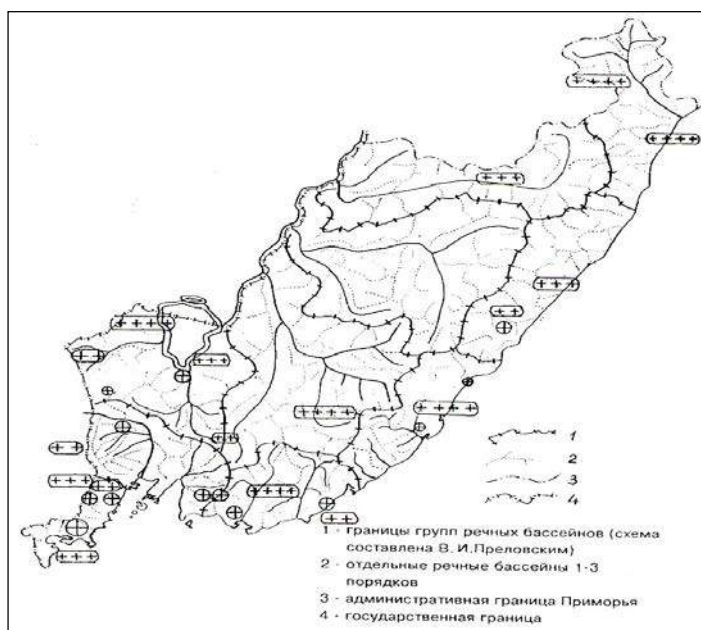 1
2
3
4
1 - границы групп речных бассейнов (схема
составлена В. И. Преловским)
2 - отдельные речные бассейны 1-3
порядков
3 - административная граница Приморья
4 - государственная граница